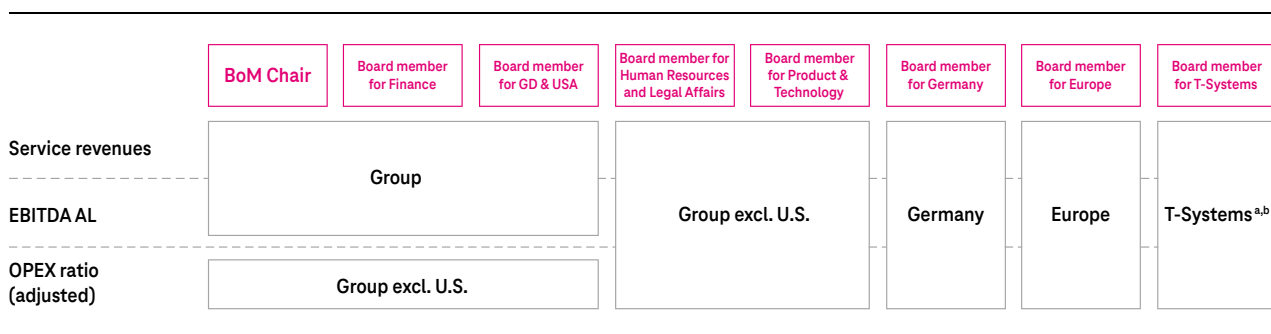 BoM Chair
Board member
for Finance
Board member
for GD & USA
Board member for
Human Resources
and Legal Affairs
Board member
for Product &
Technology
Board member
for Germany
Board member
for Europe
Board member
for T-Systems
Service revenues
Group
EBITDA AL
Group excl. U.S.
Germany
Europe
T-Systems a,b
OPEX ratio
(adjusted)
Group excl. U.S.